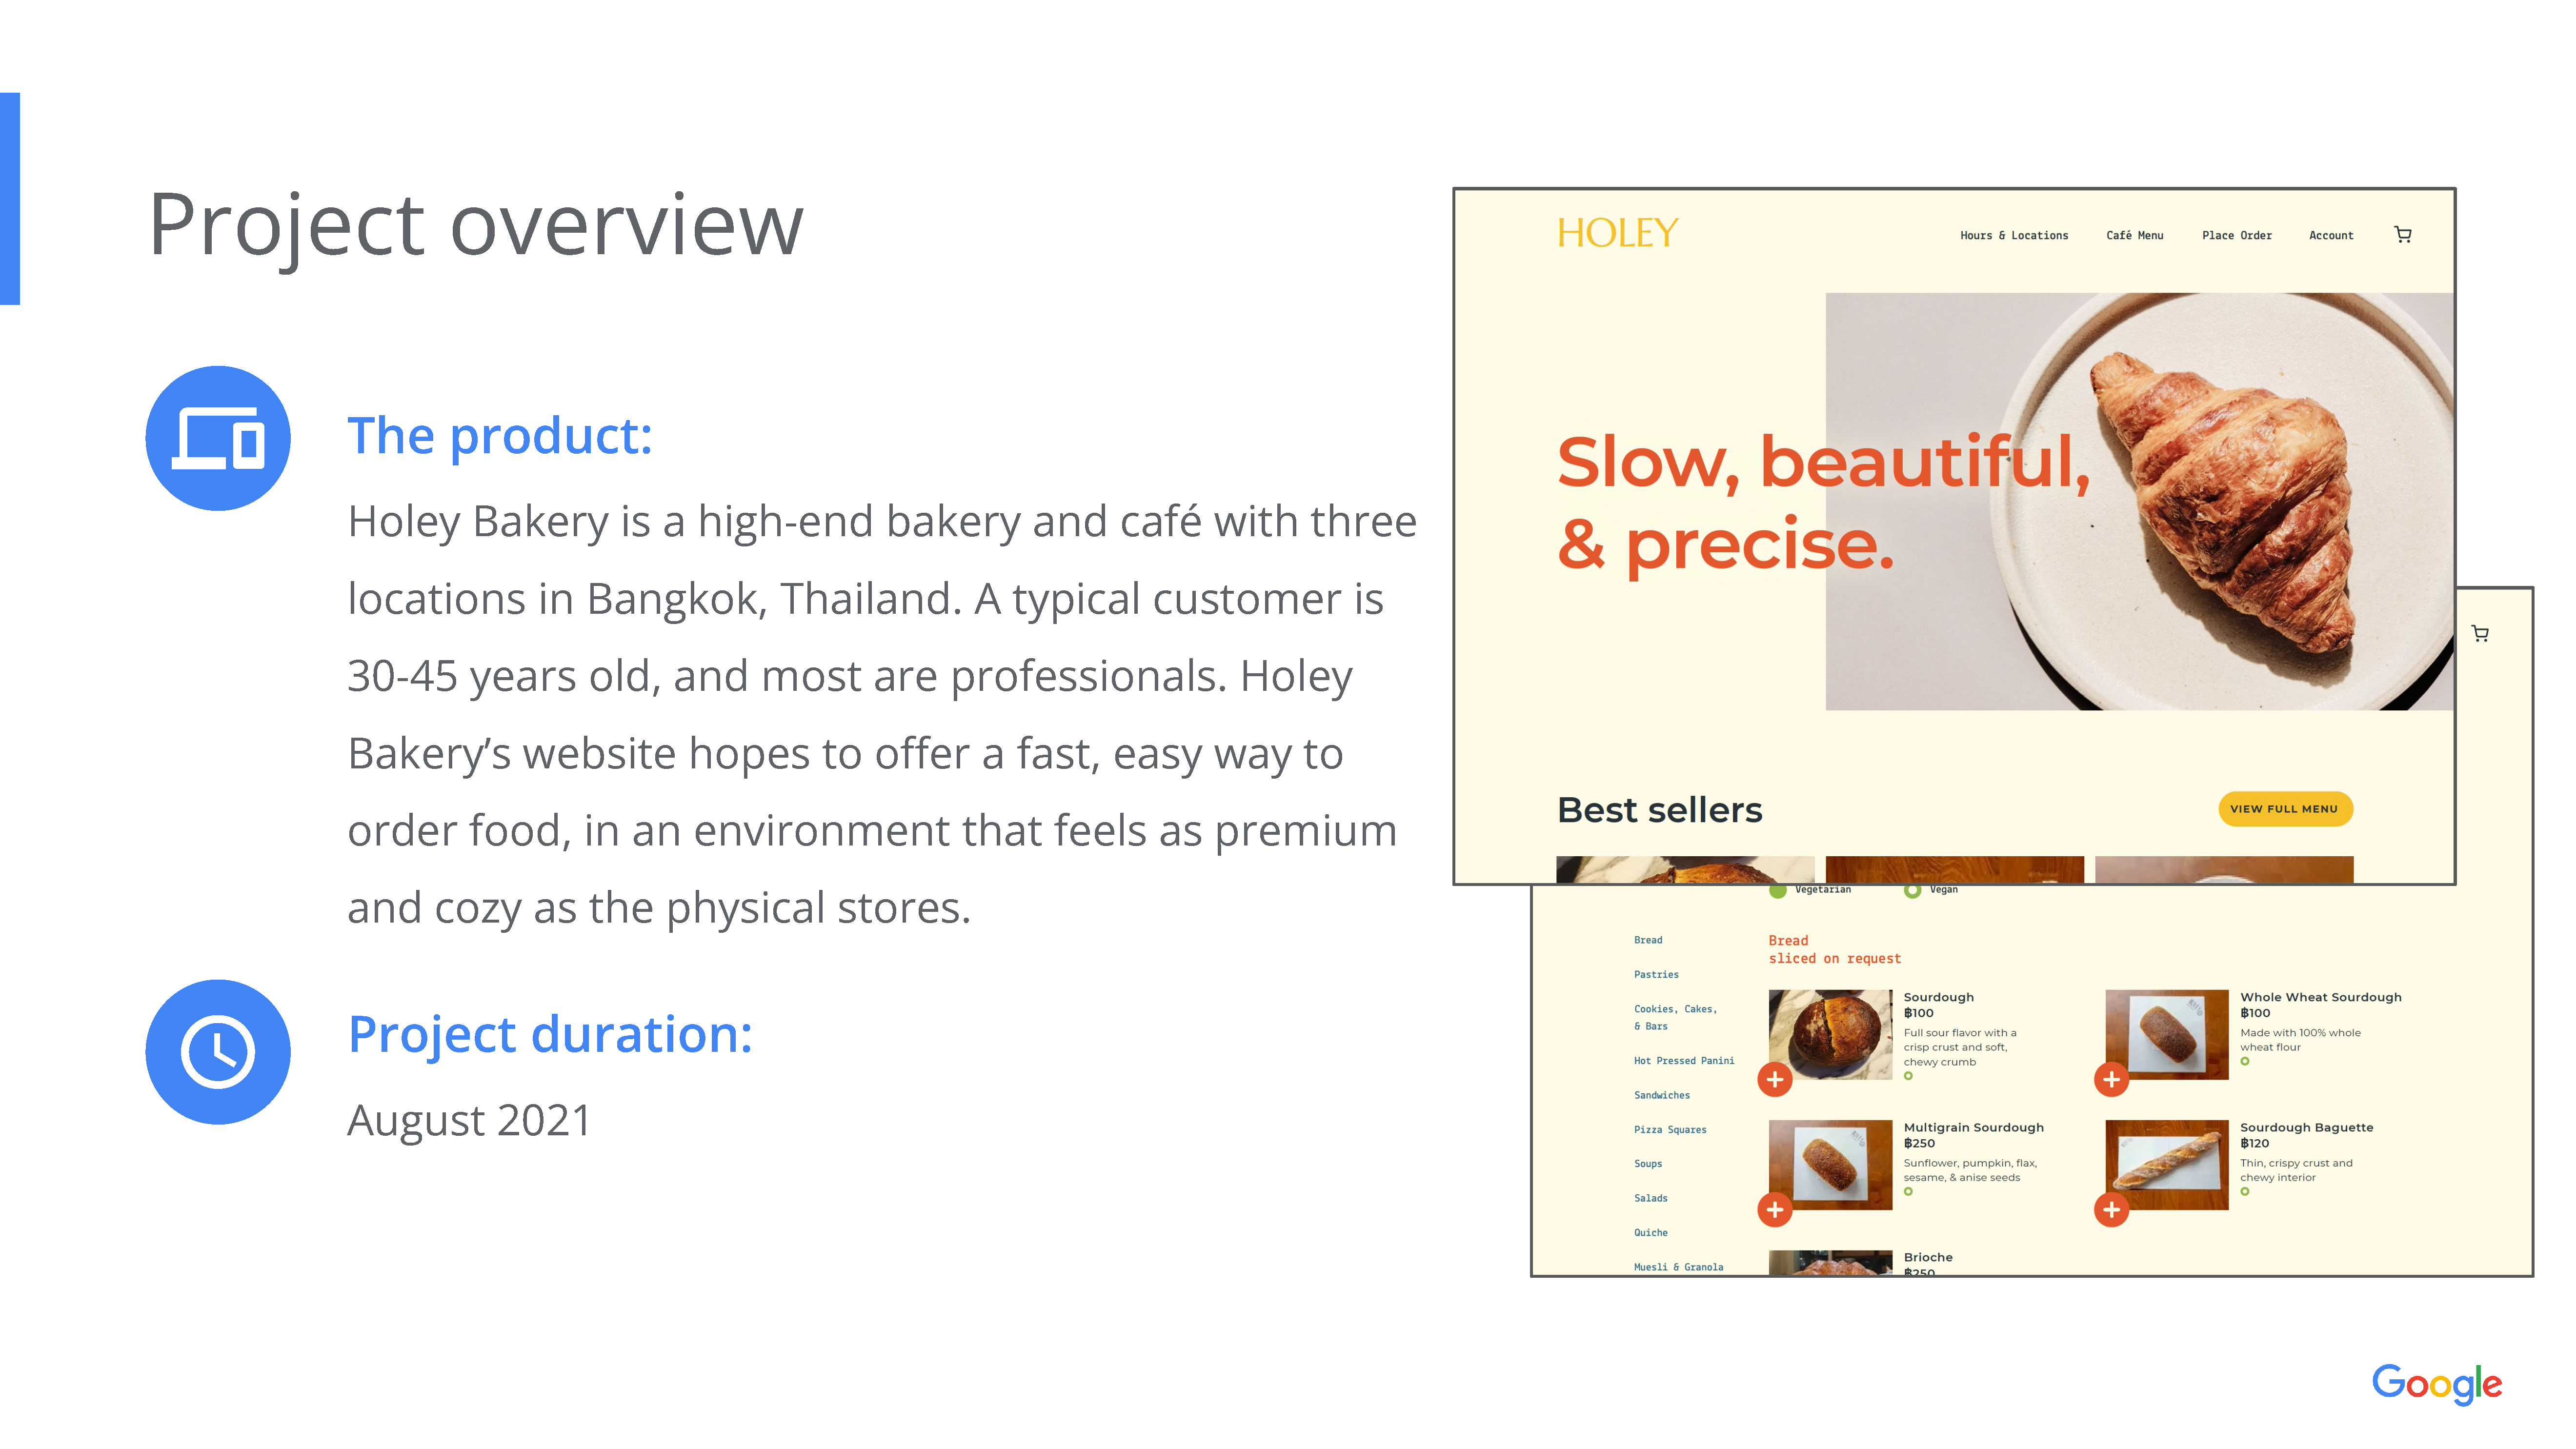 Project overview
The product:
Holey Bakery is a high-end bakery and café with three
locations in Bangkok, Thailand. A typical customer is
30-45 years old, and most are professionals. Holey
Bakery’s website hopes to offer a fast, easy way to
order food, in an environment that feels as premium
and cozy as the physical stores.
Project duration:
August 2021
HOLEY
Hours & Locations
Café Menu
Place Order
Account
Slow, beautiful,
& precise.
Best sellers
VIEW FULL MENU
Vegetarian
Vegan
Bread
Pastries
Cookies, Cakes,
& Bars
Hot Pressed Panini
Sandwiches
Pizza Squares
Soups
Salads
Quiche
Muesli & Granola
Bread
sliced on request
Sourdough
฿100
Full sour flavor with a
crisp crust and soft,
chewy crumb
Whole Wheat Sourdough
฿100
Made with 100% whole
wheat flour
Multigrain Sourdough
฿250
Sunflower, pumpkin, flax,
sesame, & anise seeds
Sourdough Baguette
฿120
Thin, crispy crust and
chewy interior
Brioche
฿250
Google